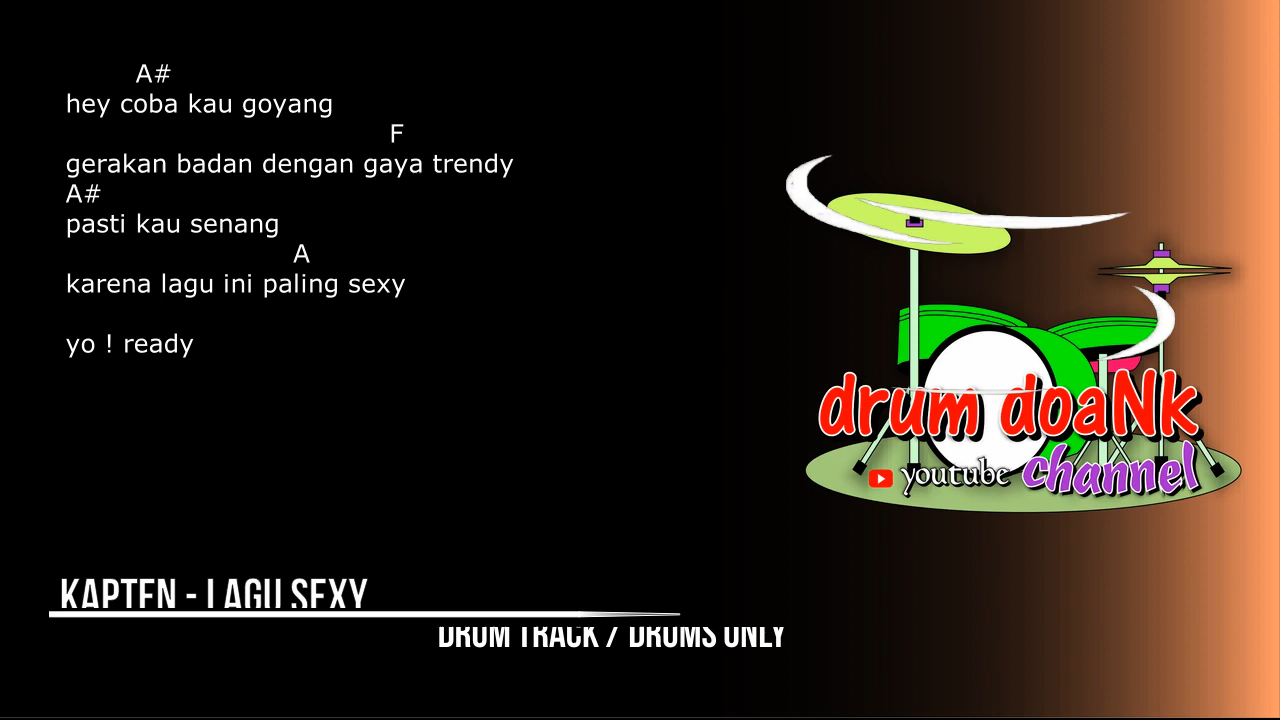 A#
hey coba kau goyang
F
gerakan badan dengan gaya trendy
A#
pasti kau senang
A
karena lagu ini paling sexy
yo ! ready
drum doaNk
youtube channel
KAPTEN - LAGU SEXY
DRUM TRACK / DRUMS ONLY